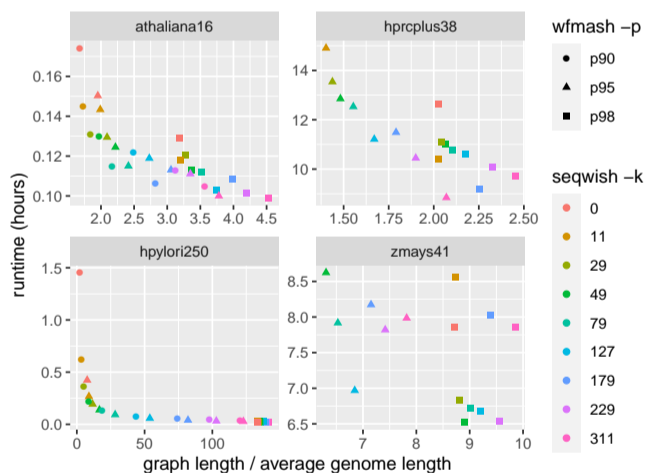 athaliana16
hprcplus38
wfmash −p
p90
p95
p98
0.16
0.14
0.12
0.10
2.0 2.5 3.0 3.5 4.0 4.5
14
12
10
1.50 1.75 2.00 2.25 2.50
runtime (hours)
seqwish −k
0
11
29
49
79
127
179
229
311
hpylori250
zmays41
1.5
1.0
0.5
0.0
0 50 100
8.5
8.0
7.5
7.0
6.5
7 8 9 10
graph length / average genome length